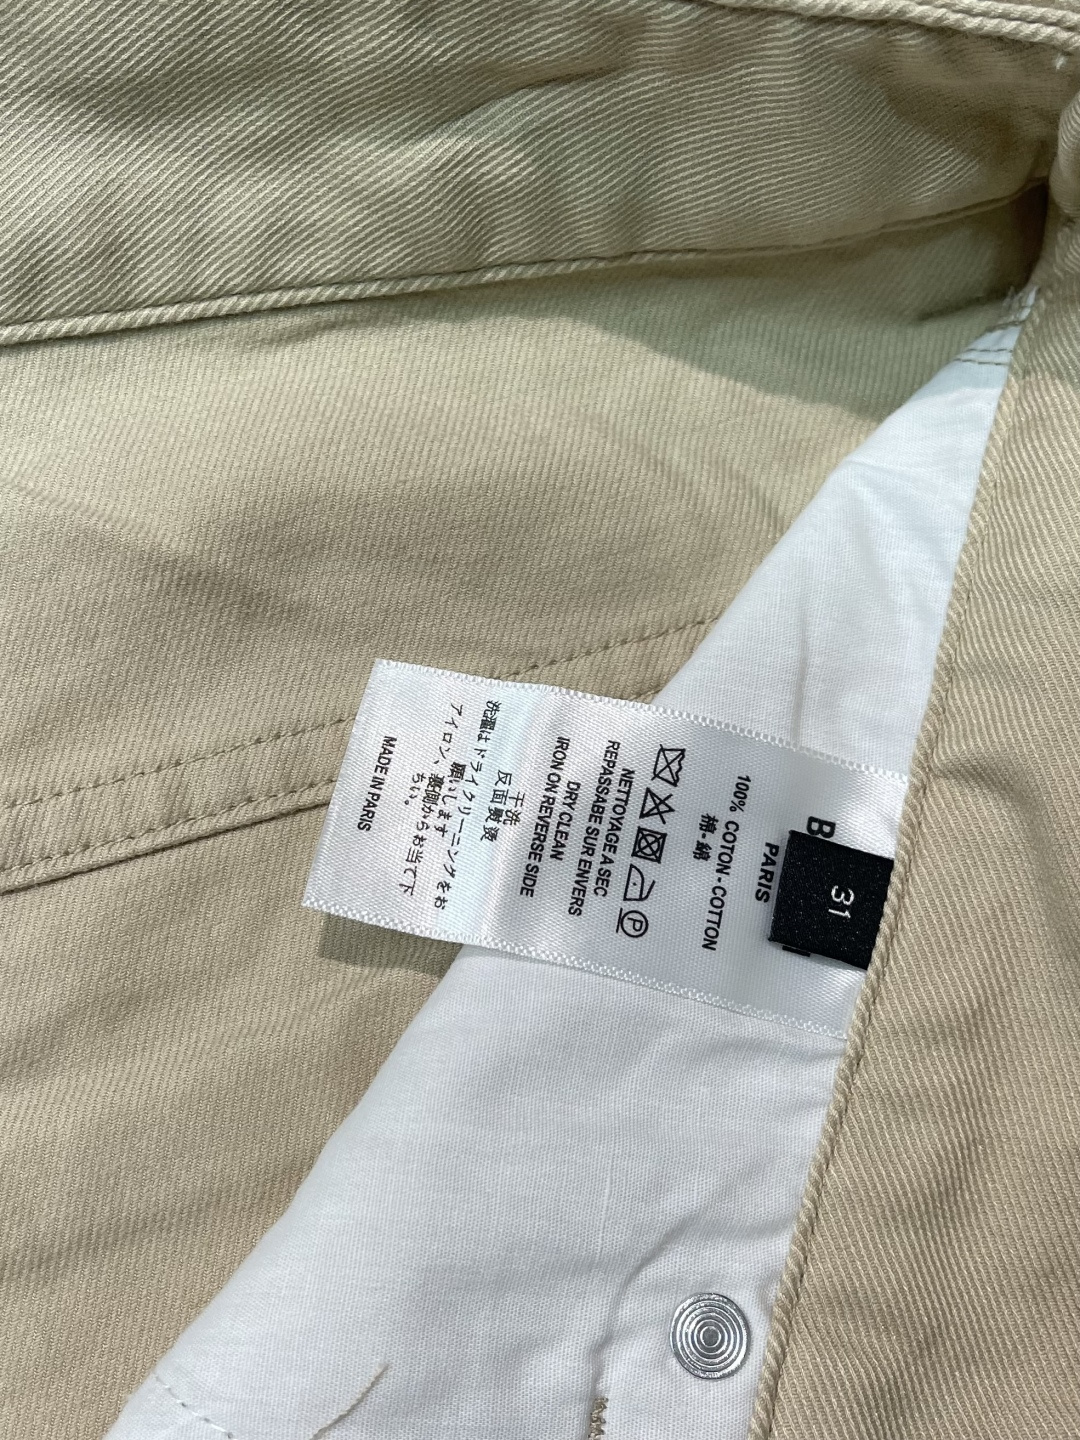 B
31
PARIS
100% COTON - COTTON
棉-綿
P
NETTOYAGE A SEC
REPASSABE SUR ENVERS
DRY CLEAN
IRON ON REVERSE SIDE
干洗
反面熨後
洗濯は ドライクリーニングをお
願いします
アイロン、裏側からお当て下
さい。
MADE IN PARIS